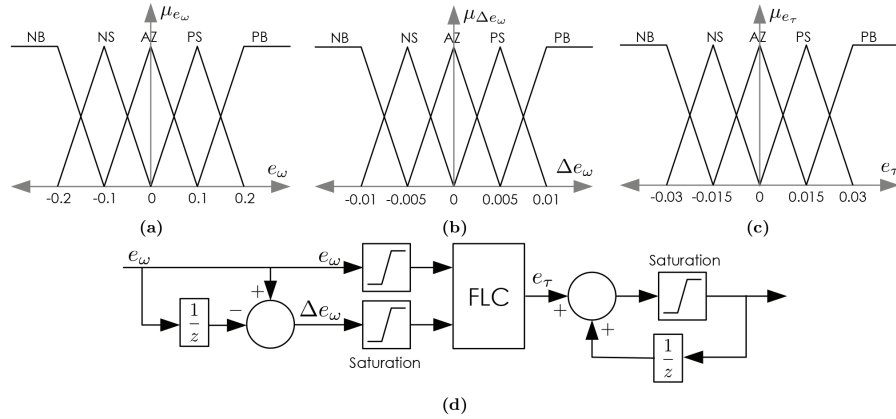 μ_{e_ω} μ_{Δe_ω} μ_{e_τ}
NB NS AZ PS PB NB NS AZ PS PB NB NS AZ PS PB
e_ω Δe_ω e_τ
-0.2 -0.1 0 0.1 0.2 -0.01 -0.005 0 0.005 0.01 -0.03 -0.015 0 0.015 0.03
(a) (b) (c)
e_ω e_ω Saturation
+ FLC e_τ
1/z − Δe_ω + +
Saturation 1/z
(d)